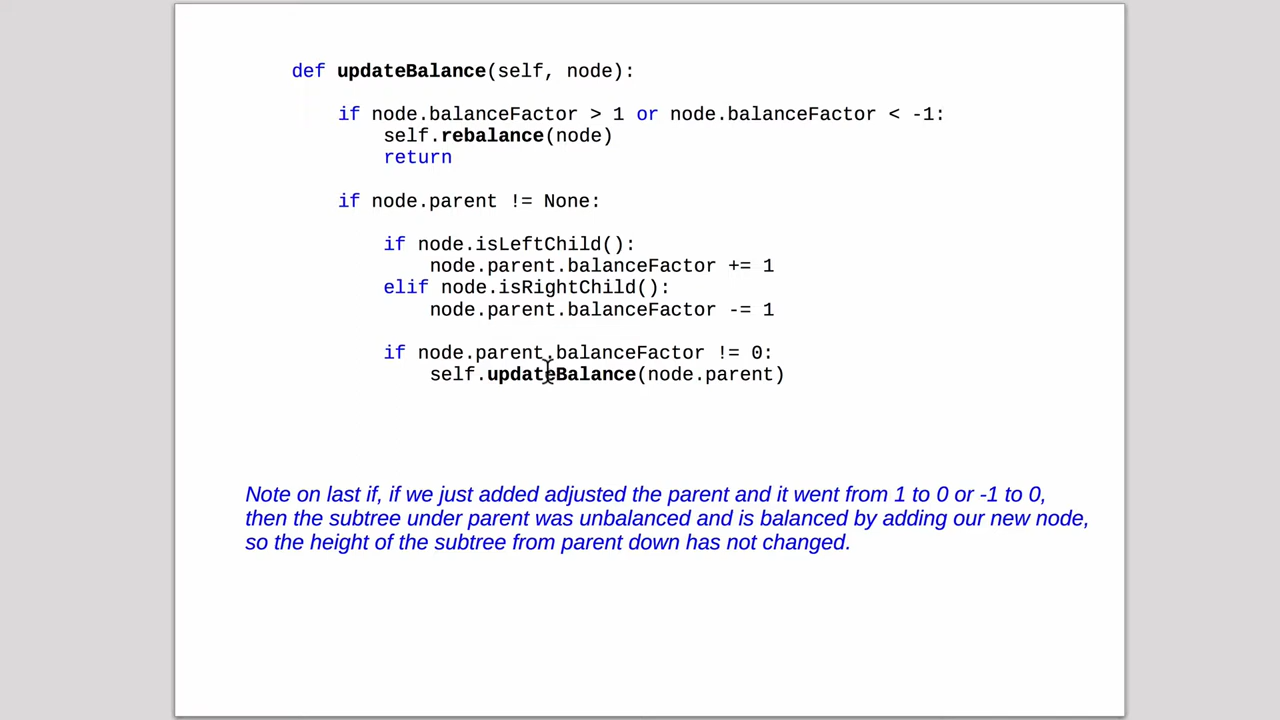 def updateBalance(self, node):
if node.balanceFactor > 1 or node.balanceFactor < -1:
self.rebalance(node)
return
if node.parent != None:
if node.isLeftChild():
node.parent.balanceFactor += 1
elif node.isRightChild():
node.parent.balanceFactor -= 1
if node.parent.balanceFactor != 0:
self.updateBalance(node.parent)
Note on last if, if we just added adjusted the parent and it went from 1 to 0 or -1 to 0,
then the subtree under parent was unbalanced and is balanced by adding our new node,
so the height of the subtree from parent down has not changed.